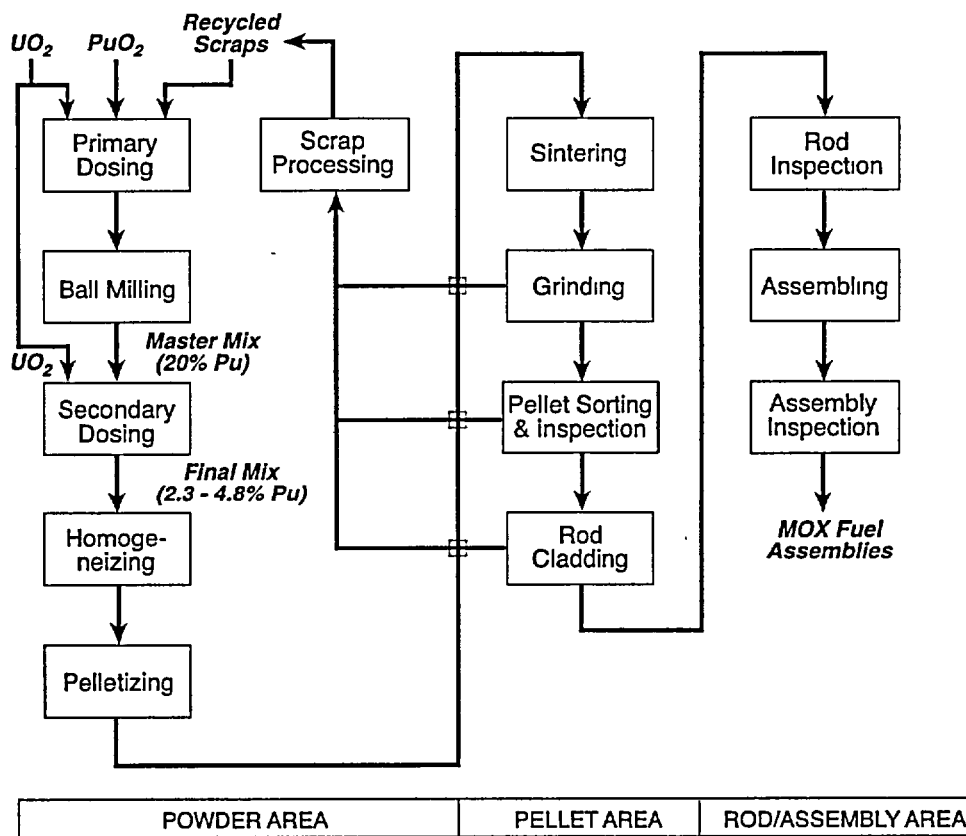 UO₂
PuO₂
Recycled
Scraps
Primary
Dosing
Ball Milling
Master Mix
(20% Pu)
UO₂
Secondary
Dosing
Final Mix
(2.3 - 4.8% Pu)
Homoge-
neizing
Pelletizing
Scrap
Processing
Sintering
Grinding
Pellet Sorting
& inspection
Rod
Cladding
Rod
Inspection
Assembling
Assembly
Inspection
MOX Fuel
Assemblies
POWDER AREA
PELLET AREA
ROD/ASSEMBLY AREA